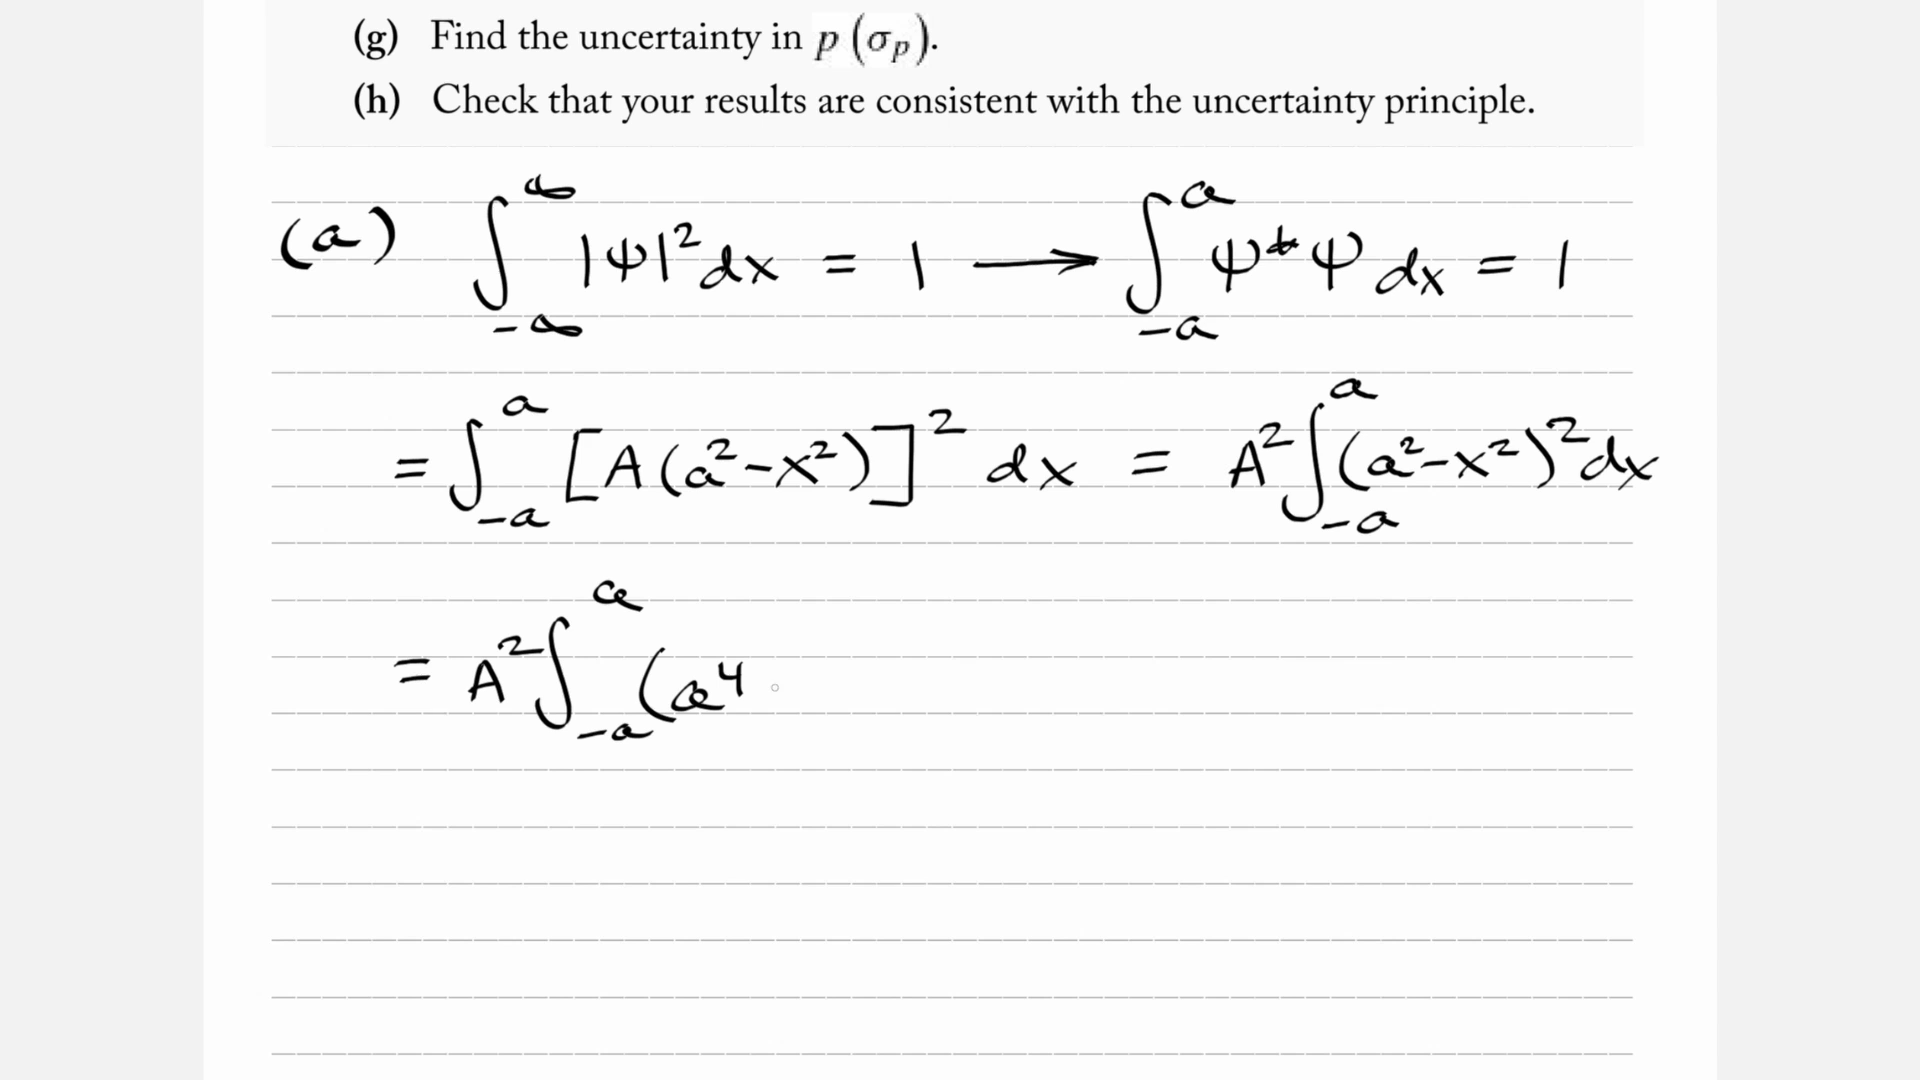 (g) Find the uncertainty in p (σₚ).
(h) Check that your results are consistent with the uncertainty principle.
(a) ∫_{-∞}^{∞} |Ψ|² dx = 1 → ∫_{-a}^{a} Ψ* Ψ dx = 1
= ∫_{-a}^{a} [A(a²-x²)]² dx = A² ∫_{-a}^{a} (a²-x²)² dx
= A² ∫_{-a}^{a} (a⁴